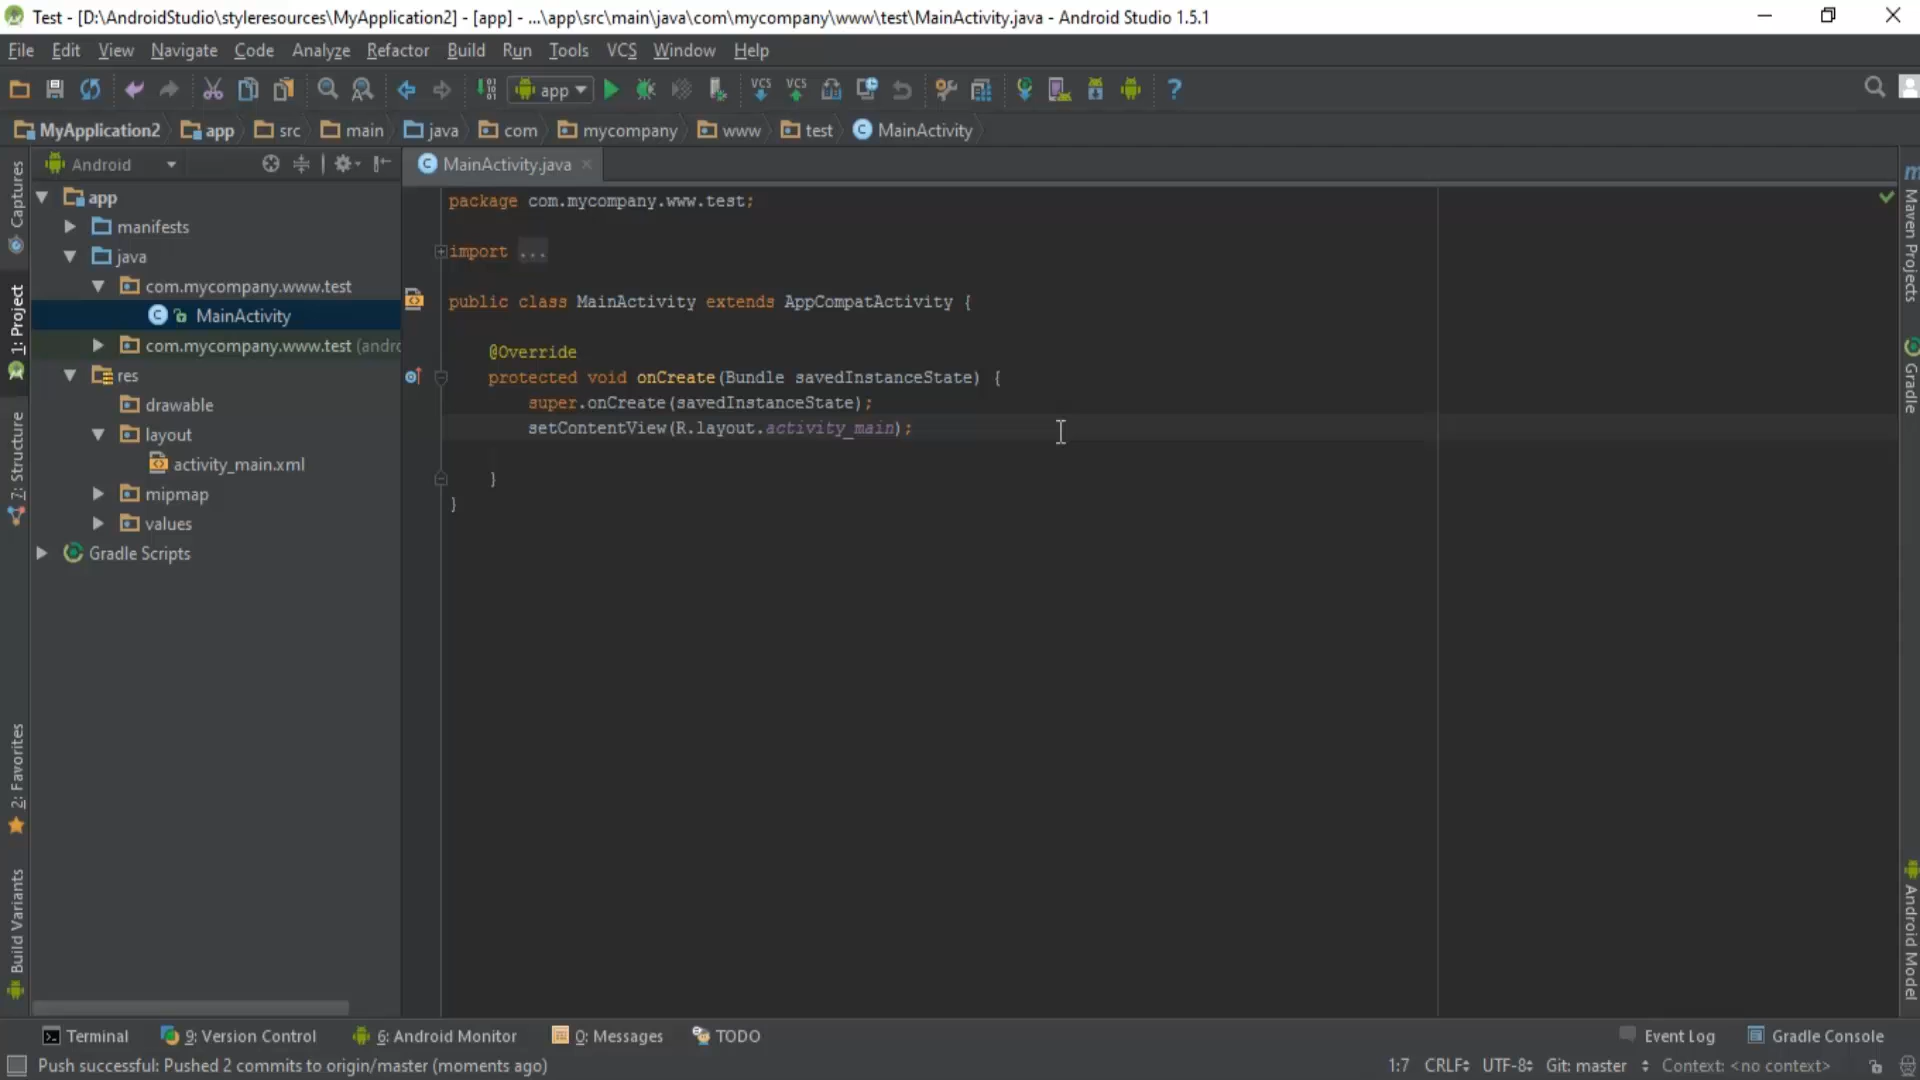 Test - [D:\AndroidStudio\styleresources\MyApplication2] - [app] - ...\app\src\main\java\com\mycompany\www\test\MainActivity.java - Android Studio 1.5.1
File Edit View Navigate Code Analyze Refactor Build Run Tools VCS Window Help
app VCS VCS ?
MyApplication2 app src main java com mycompany www test MainActivity
Android
MainActivity.java
app
manifests
java
com.mycompany.www.test
MainActivity
com.mycompany.www.test (andro
res
drawable
layout
activity_main.xml
mipmap
values
Gradle Scripts
package com.mycompany.www.test;
import ...
public class MainActivity extends AppCompatActivity {
@Override
protected void onCreate(Bundle savedInstanceState) {
super.onCreate(savedInstanceState);
setContentView(R.layout.activity_main);
}
}
Captures
1: Project
7: Structure
2: Favorites
Build Variants
Maven Projects
Gradle
Android Model
Terminal 9: Version Control 6: Android Monitor 0: Messages TODO Event Log Gradle Console
Push successful: Pushed 2 commits to origin/master (moments ago) 1:7 CRLF UTF-8 Git: master Context: <no context>